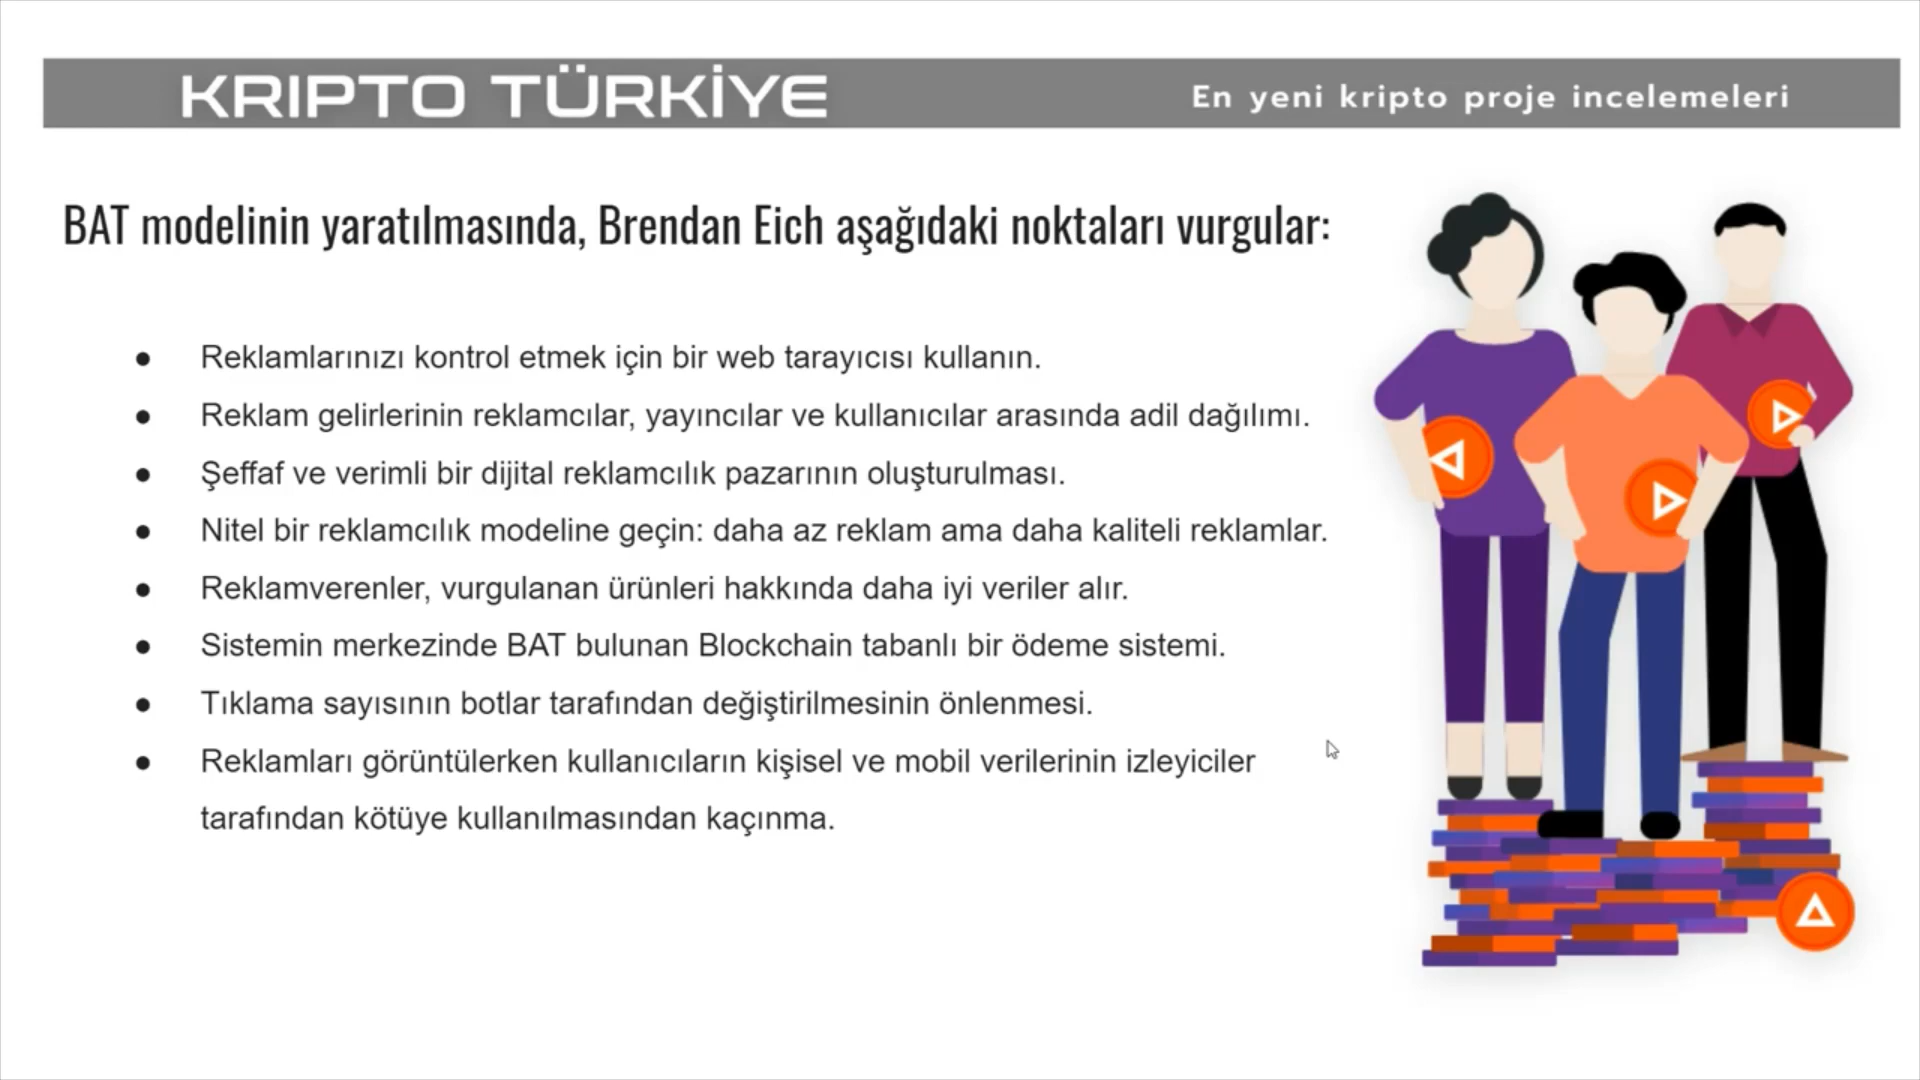 KRIPTO TÜRKİYE
En yeni kripto proje incelemeleri
BAT modelinin yaratılmasında, Brendan Eich aşağıdaki noktaları vurgular:
● Reklamlarınızı kontrol etmek için bir web tarayıcısı kullanın.
● Reklam gelirlerinin reklamcılar, yayıncılar ve kullanıcılar arasında adil dağılımı.
● Şeffaf ve verimli bir dijital reklamcılık pazarının oluşturulması.
● Nitel bir reklamcılık modeline geçin: daha az reklam ama daha kaliteli reklamlar.
● Reklamverenler, vurgulanan ürünleri hakkında daha iyi veriler alır.
● Sistemin merkezinde BAT bulunan Blockchain tabanlı bir ödeme sistemi.
● Tıklama sayısının botlar tarafından değiştirilmesinin önlenmesi.
● Reklamları görüntülerken kullanıcıların kişisel ve mobil verilerinin izleyiciler
tarafından kötüye kullanılmasından kaçınma.